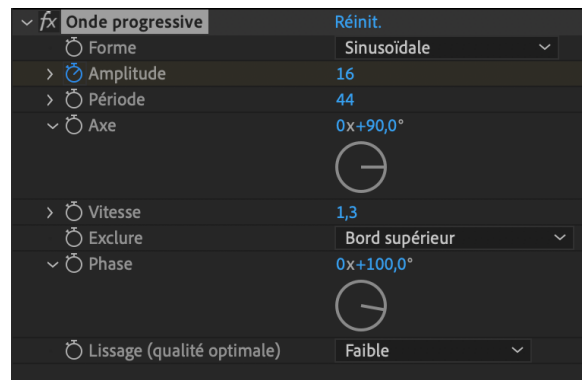 fx Onde progressive Réinit.
Forme Sinusoïdale
Amplitude 16
Période 44
Axe 0x+90,0°
Vitesse 1,3
Exclure Bord supérieur
Phase 0x+100,0°
Lissage (qualité optimale) Faible